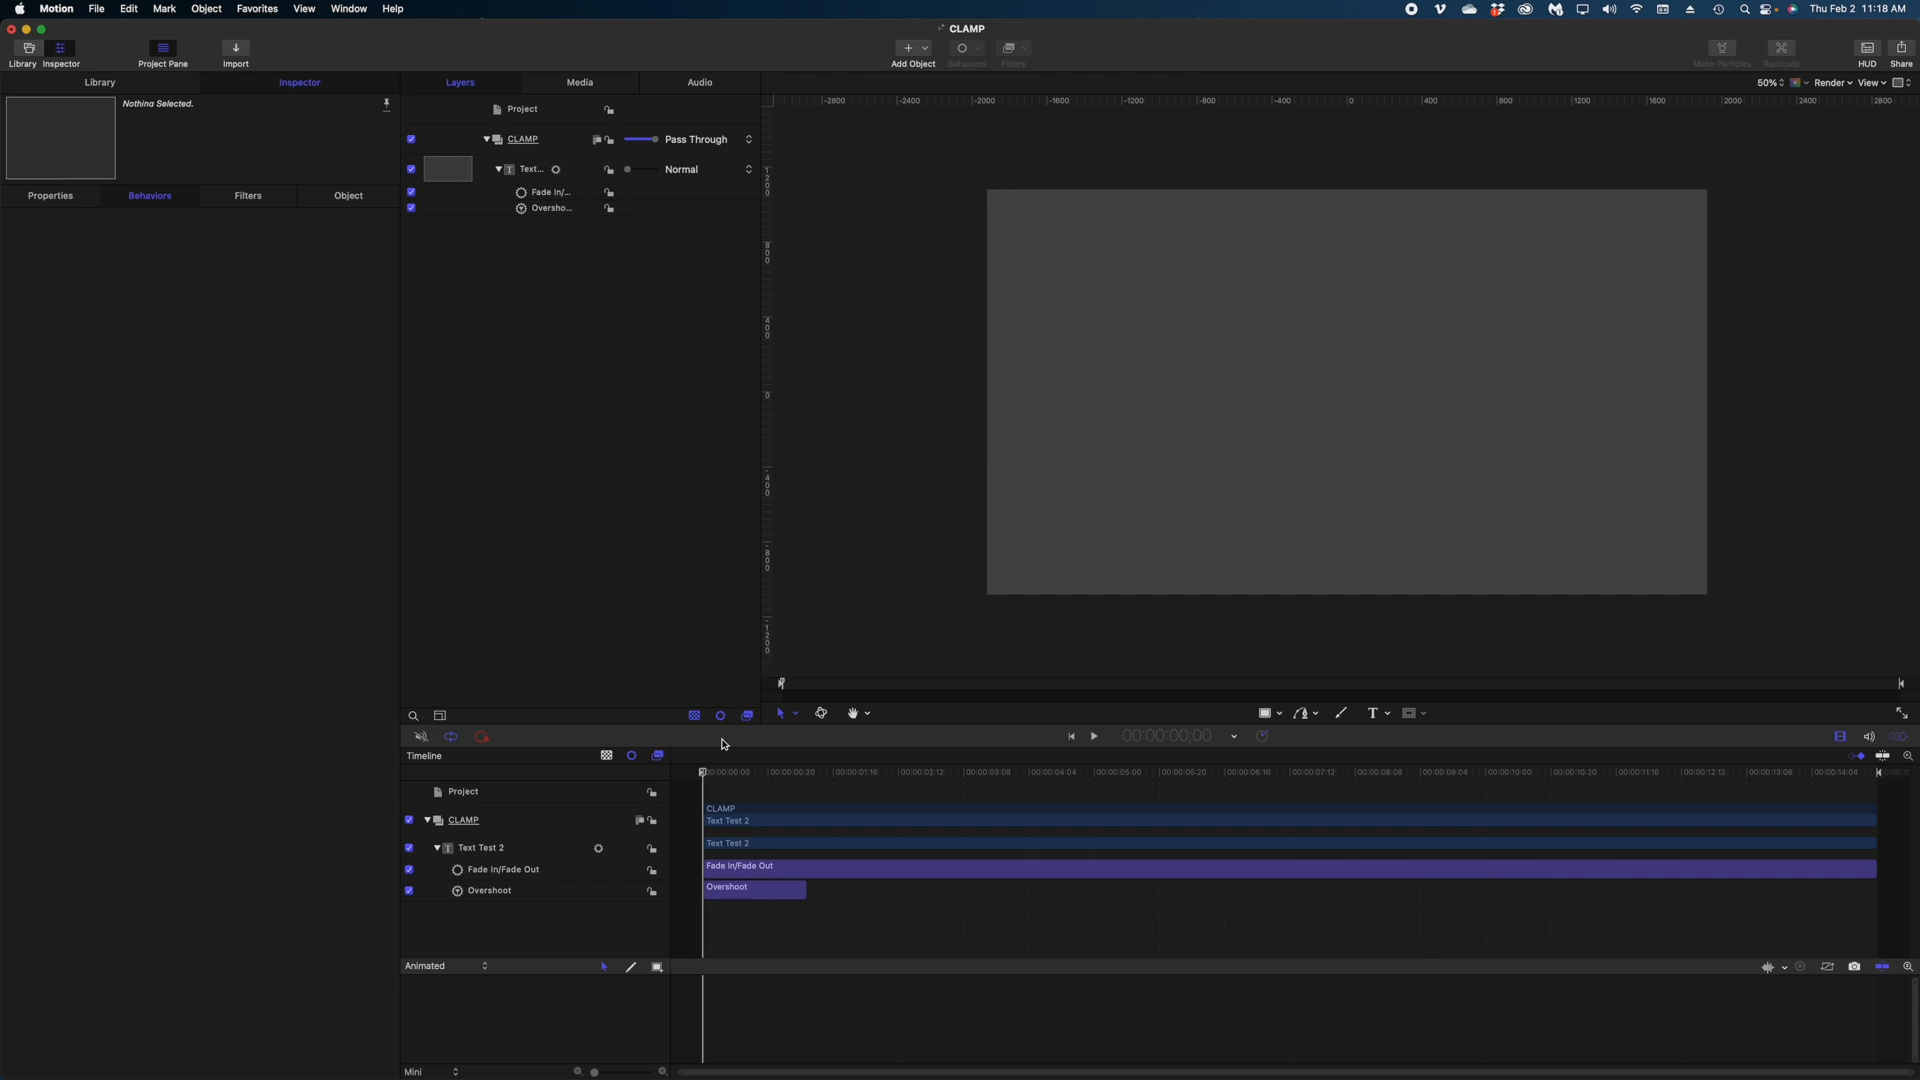 Motion File Edit Mark Object Favorites View Window Help
Thu Feb 2 11:18 AM
CLAMP
Library Inspector Project Pane Import Add Object Behaviors Filters Make Particles Replicate HUD Share
Library Inspector Layers Media Audio 50% Render View
Nothing Selected.
Properties Behaviors Filters Object
Project
CLAMP Pass Through
Text... Normal
Fade In/...
Oversho...
-2800 -2400 -2000 -1600 -1200 -800 -400 0 400 800 1200 1600 2000 2400 2800
1200
800
400
0
-400
-800
-1200
T
00:00:00;00
Timeline
00:00:00:00 00:00:00:20 00:00:01:16 00:00:02:12 00:00:03:08 00:00:04:04 00:00:05:00 00:00:05:20 00:00:06:16 00:00:07:12 00:00:08:08 00:00:09:04 00:00:10:00 00:00:10:20 00:00:11:16 00:00:12:12 00:00:13:08 00:00:14:04
Project
CLAMP
CLAMP
Text Test 2
Text Test 2
Text Test 2
Fade In/Fade Out
Fade In/Fade Out
Overshoot
Overshoot
Animated
Mini